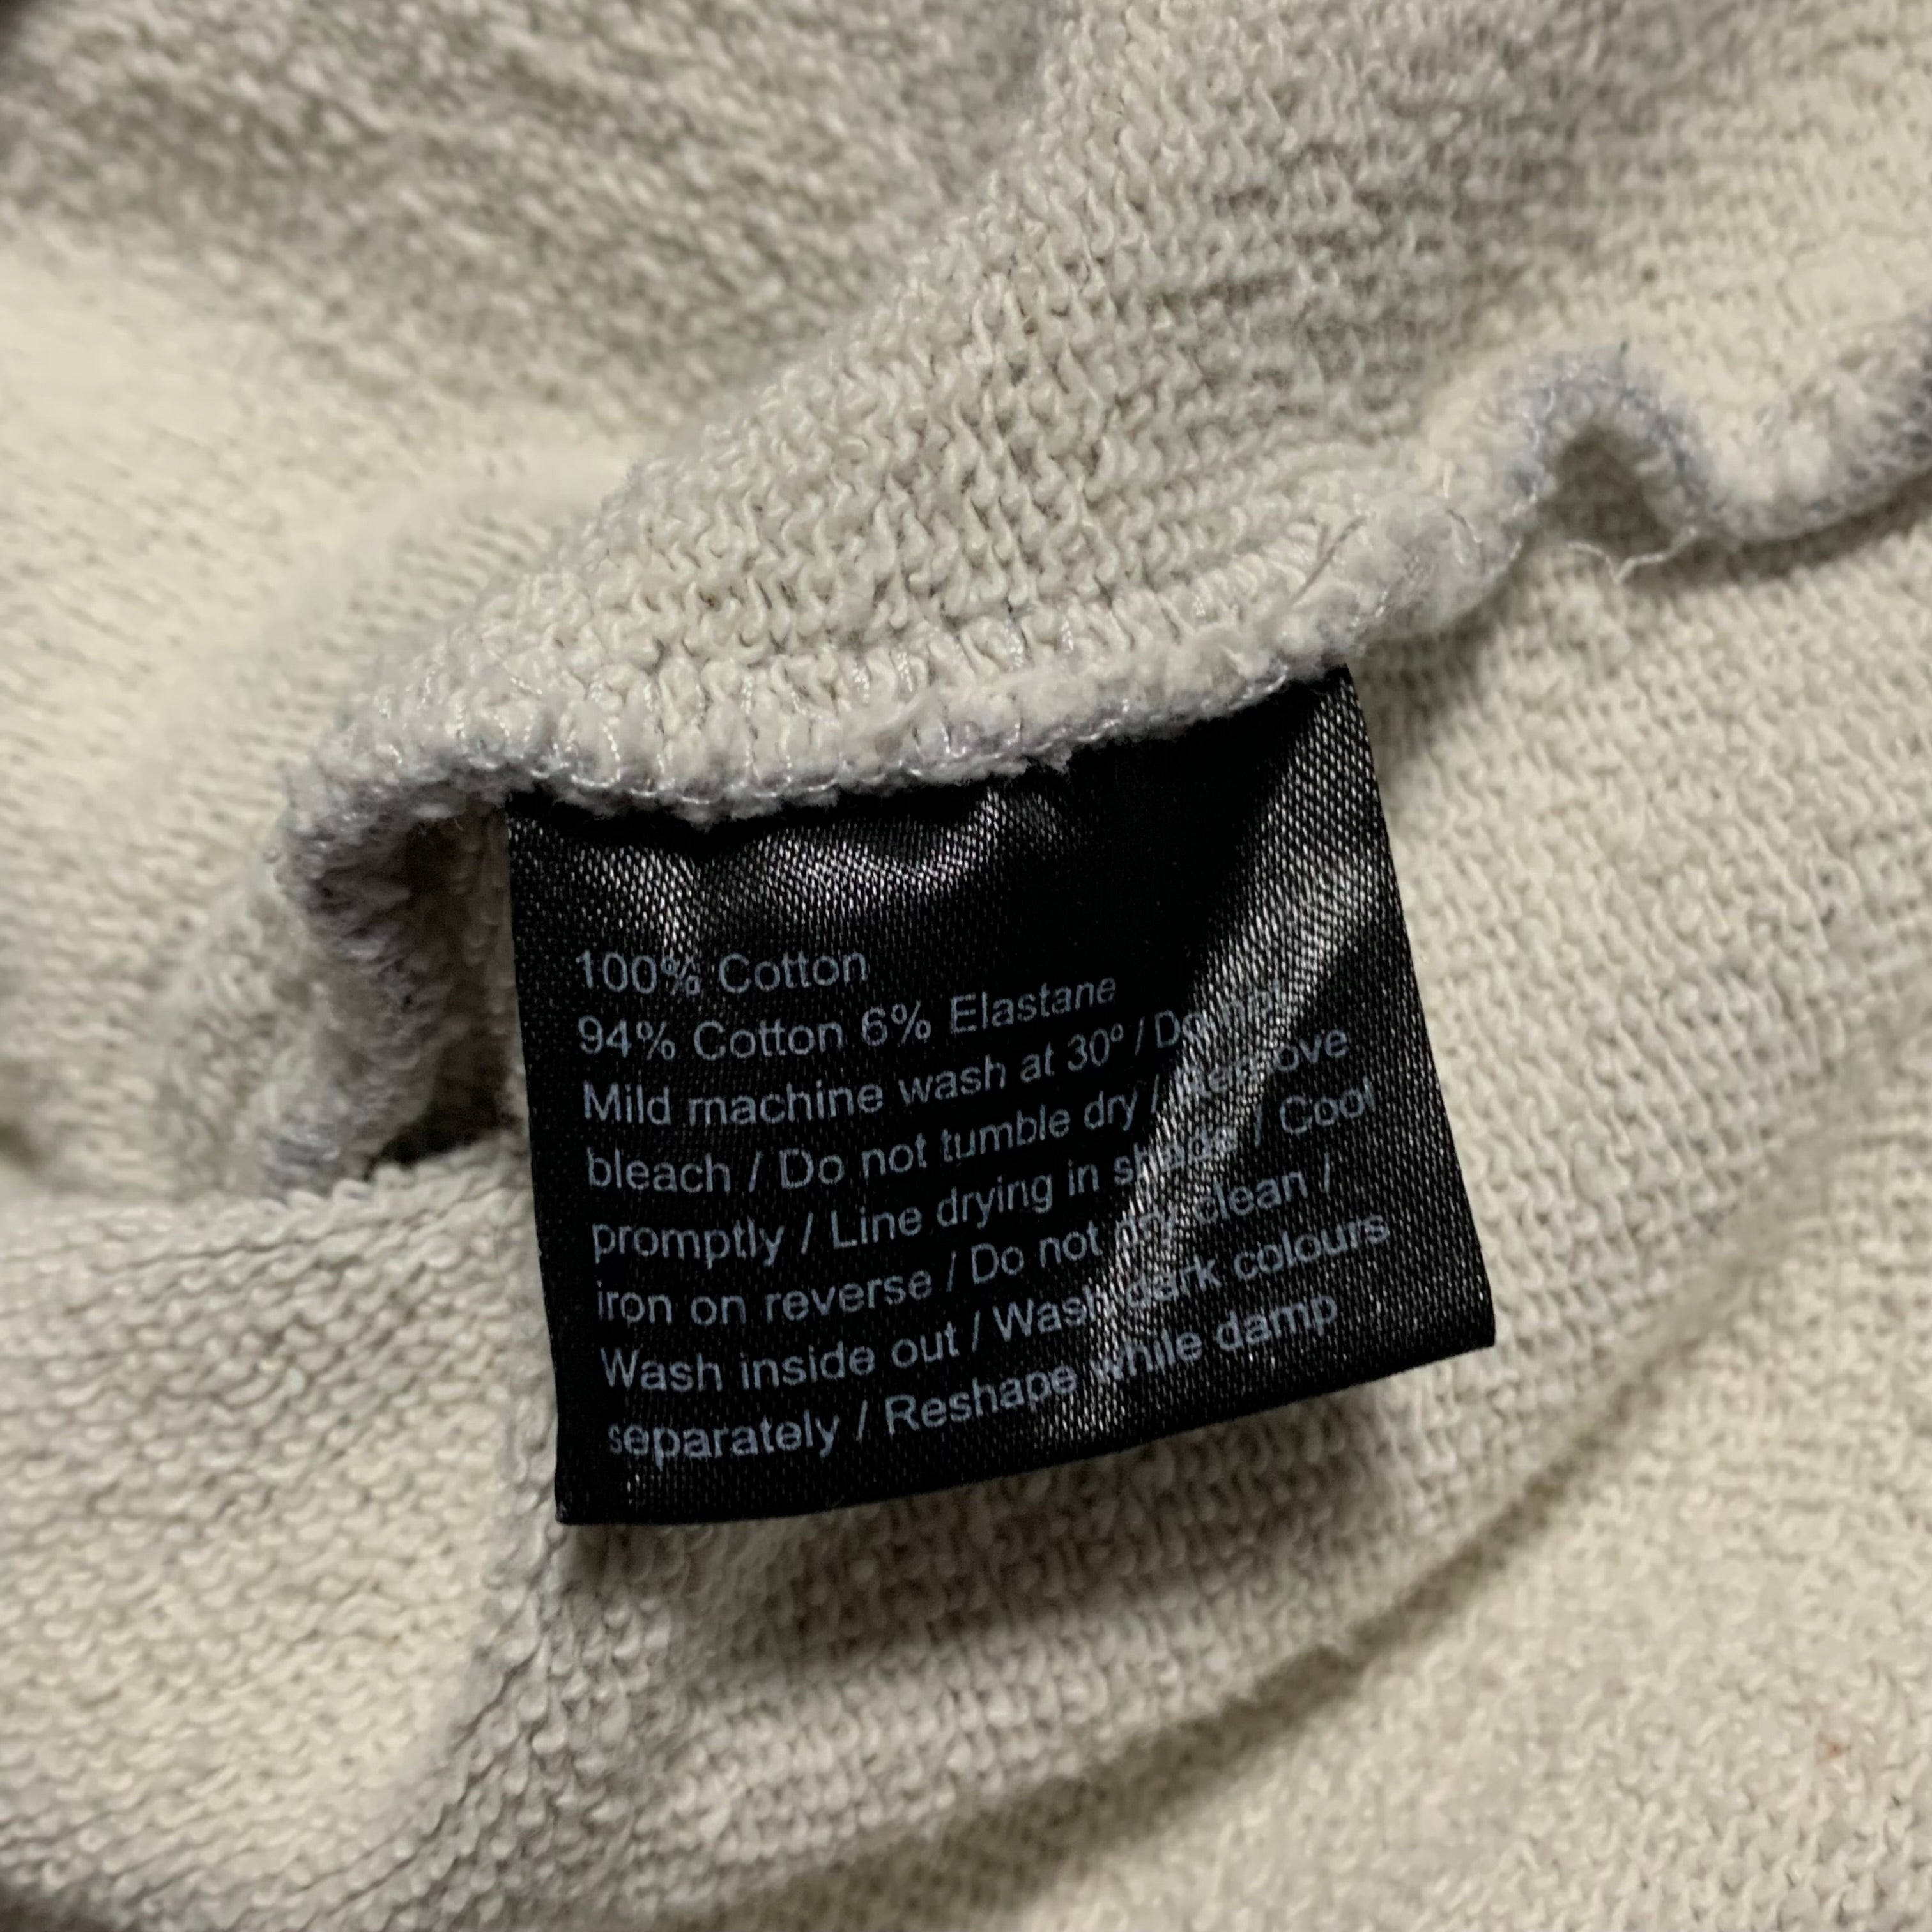 100% Cotton
94% Cotton 6% Elastane
Mild machine wash at 30º / Do not
bleach / Do not tumble dry / Remove
promptly / Line drying in shade / Cool
iron on reverse / Do not dry clean /
Wash inside out / Wash dark colours
separately / Reshape while damp